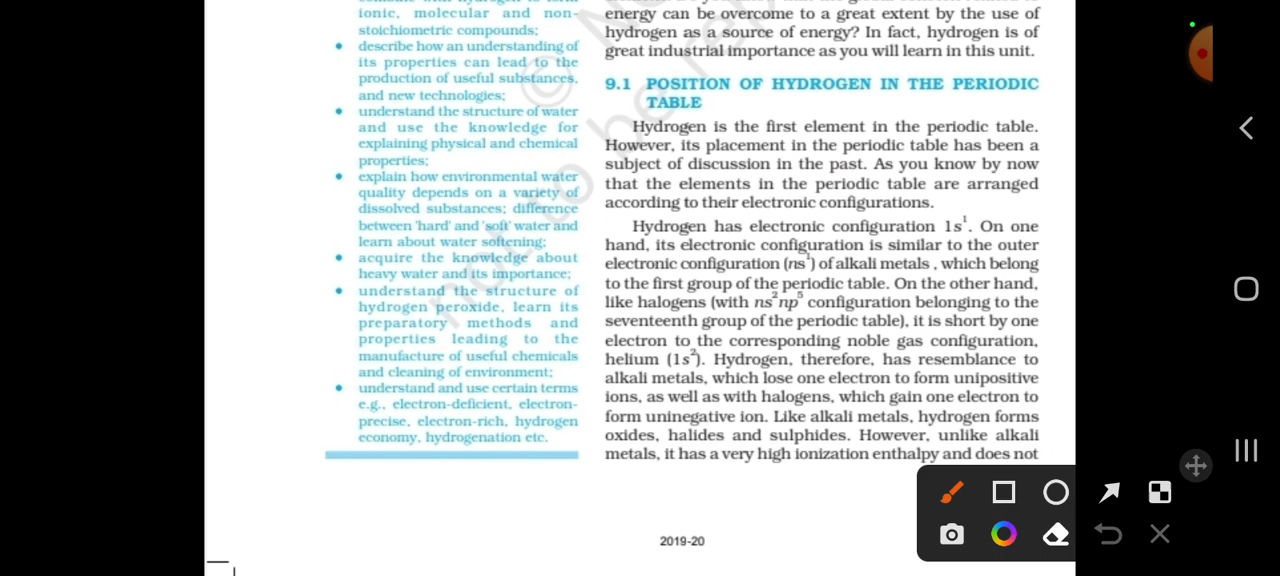 ionic, molecular and non-
stoichiometric compounds;
• describe how an understanding of
its properties can lead to the
production of useful substances,
and new technologies;
• understand the structure of water
and use the knowledge for
explaining physical and chemical
properties;
• explain how environmental water
quality depends on a variety of
dissolved substances; difference
between 'hard' and 'soft' water and
learn about water softening;
• acquire the knowledge about
heavy water and its importance;
• understand the structure of
hydrogen peroxide, learn its
preparatory methods and
properties leading to the
manufacture of useful chemicals
and cleaning of environment;
• understand and use certain terms
e.g., electron-deficient, electron-
precise, electron-rich, hydrogen
economy, hydrogenation etc.
energy can be overcome to a great extent by the use of
hydrogen as a source of energy? In fact, hydrogen is of
great industrial importance as you will learn in this unit.
9.1 POSITION OF HYDROGEN IN THE PERIODIC
TABLE
Hydrogen is the first element in the periodic table.
However, its placement in the periodic table has been a
subject of discussion in the past. As you know by now
that the elements in the periodic table are arranged
according to their electronic configurations.
Hydrogen has electronic configuration 1s¹. On one
hand, its electronic configuration is similar to the outer
electronic configuration (ns¹) of alkali metals , which belong
to the first group of the periodic table. On the other hand,
like halogens (with ns²np⁵ configuration belonging to the
seventeenth group of the periodic table), it is short by one
electron to the corresponding noble gas configuration,
helium (1s²). Hydrogen, therefore, has resemblance to
alkali metals, which lose one electron to form unipositive
ions, as well as with halogens, which gain one electron to
form uninegative ion. Like alkali metals, hydrogen forms
oxides, halides and sulphides. However, unlike alkali
metals, it has a very high ionization enthalpy and does not
2019-20
© N
not to be rep